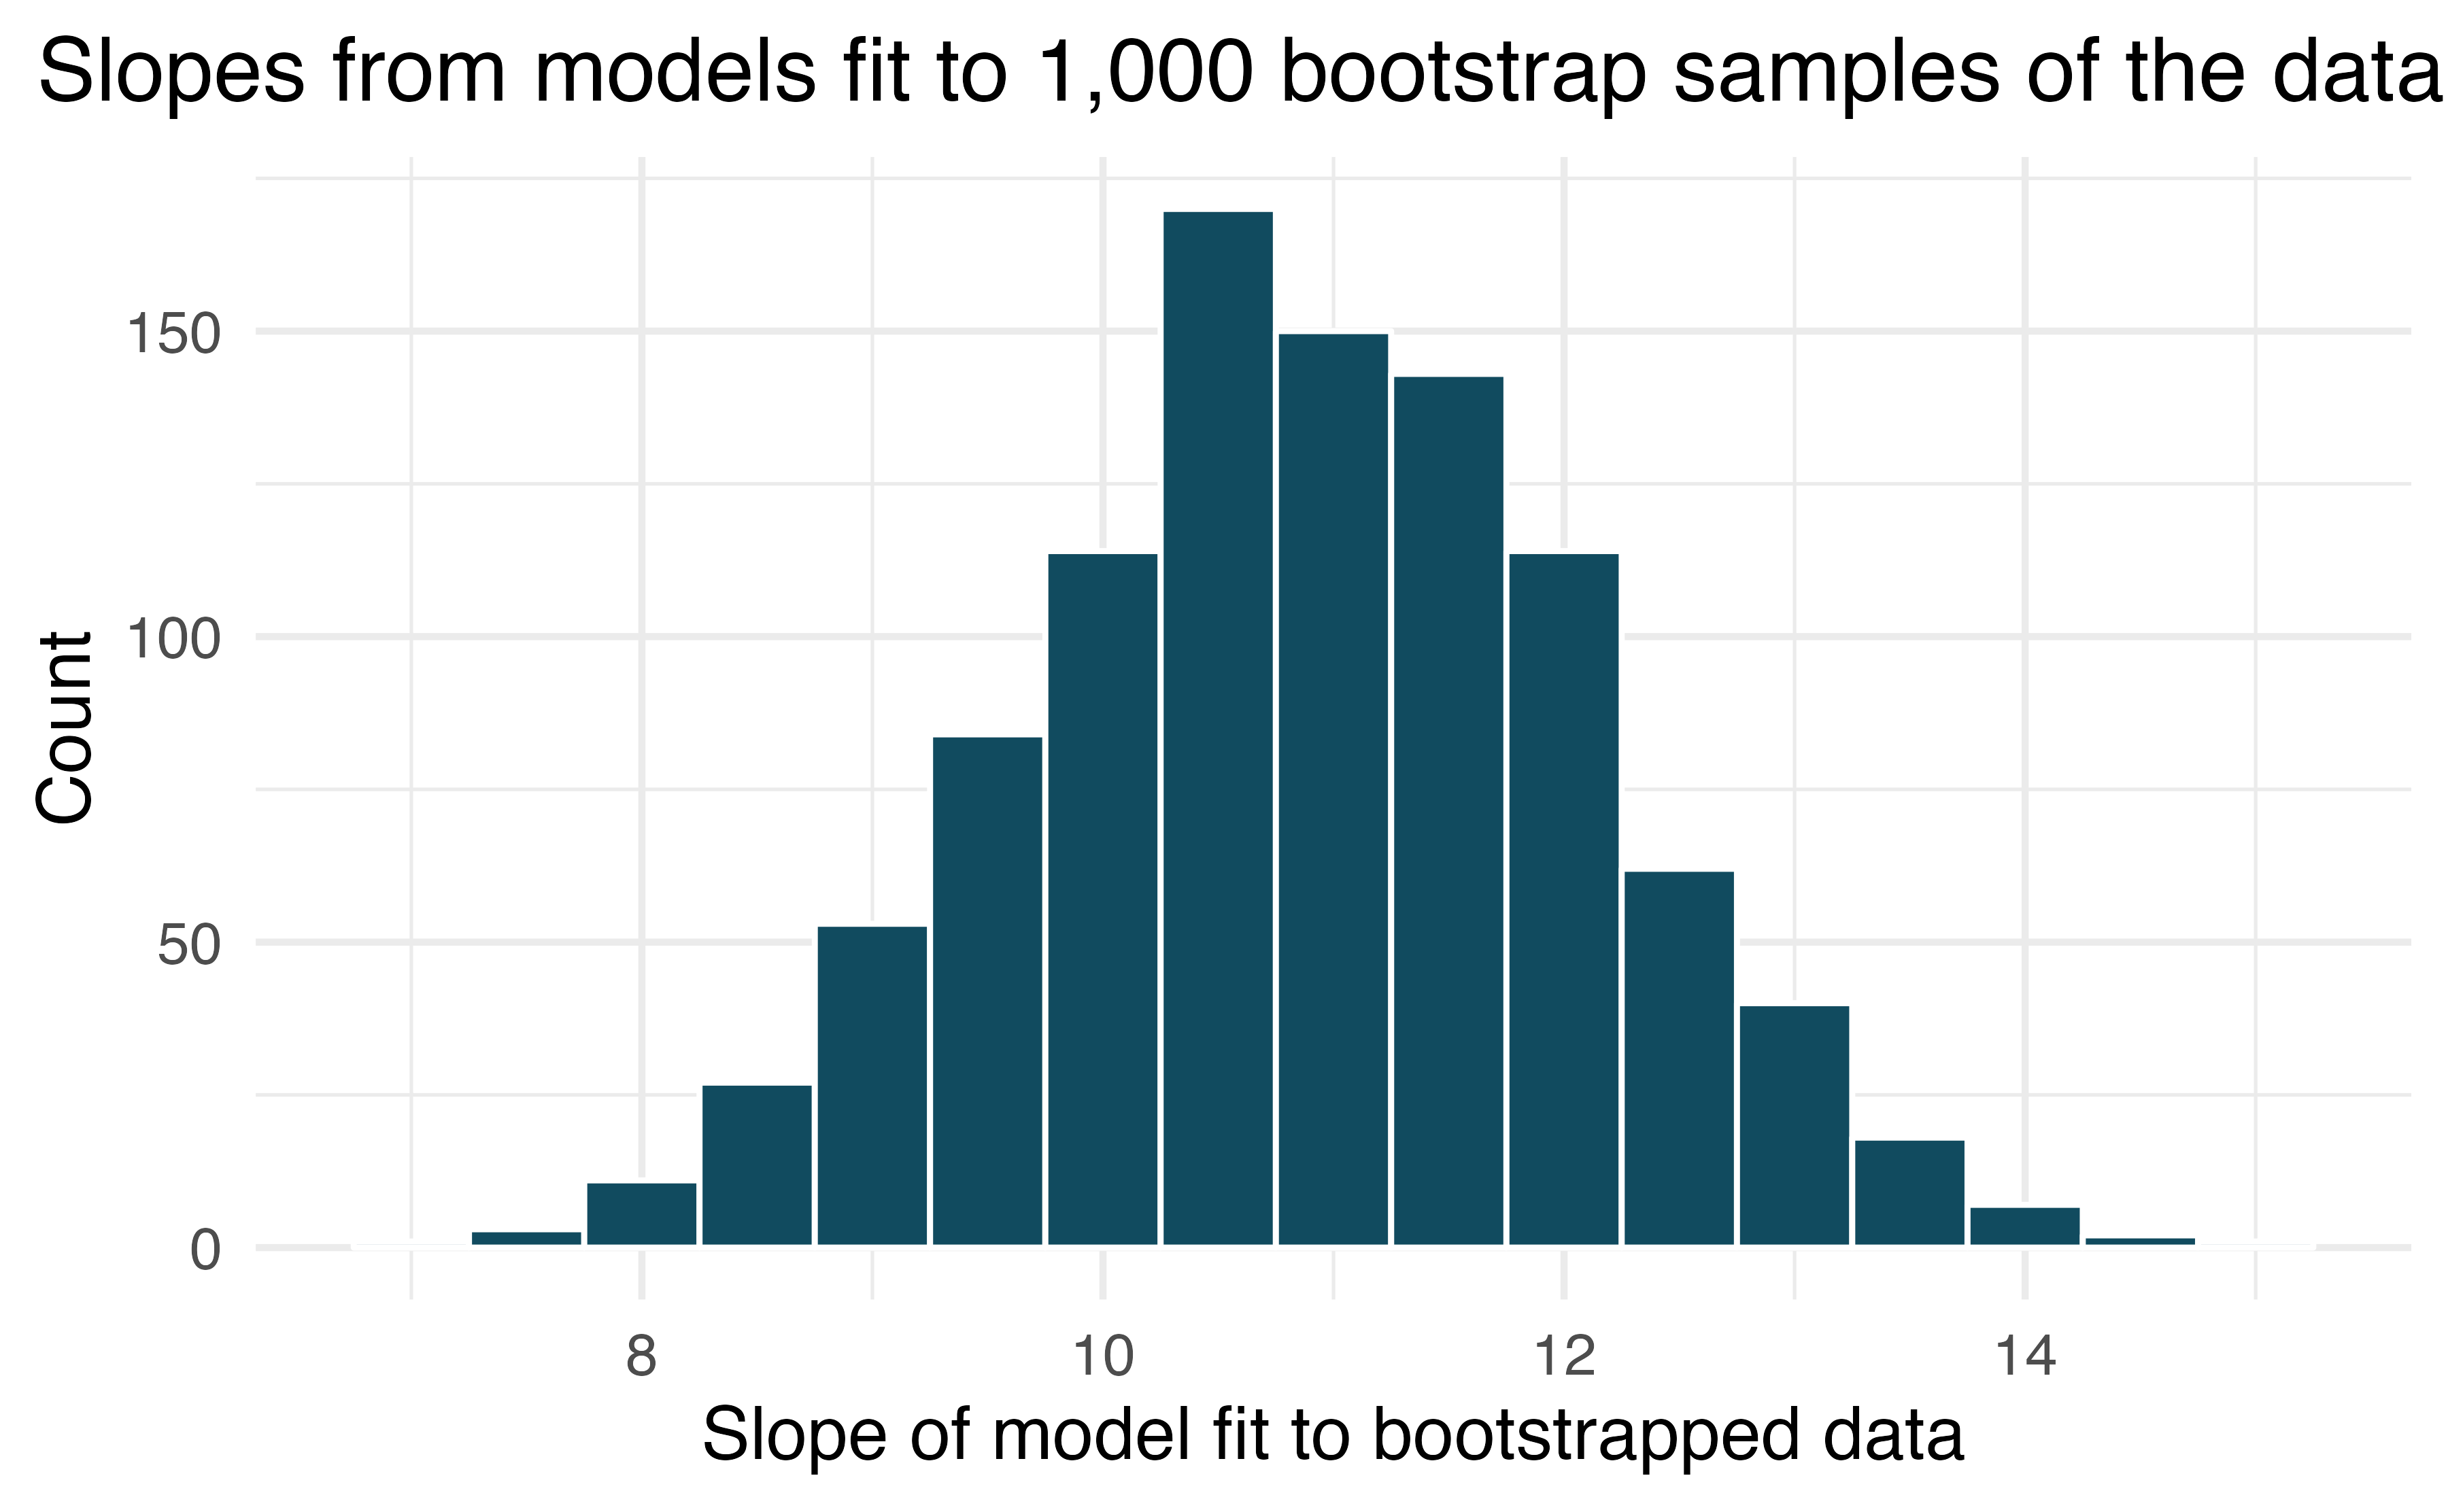 Slopes from models fit to 1,000 bootstrap samples of the data
Count
150
100
50
0
8 10 12 14
Slope of model fit to bootstrapped data